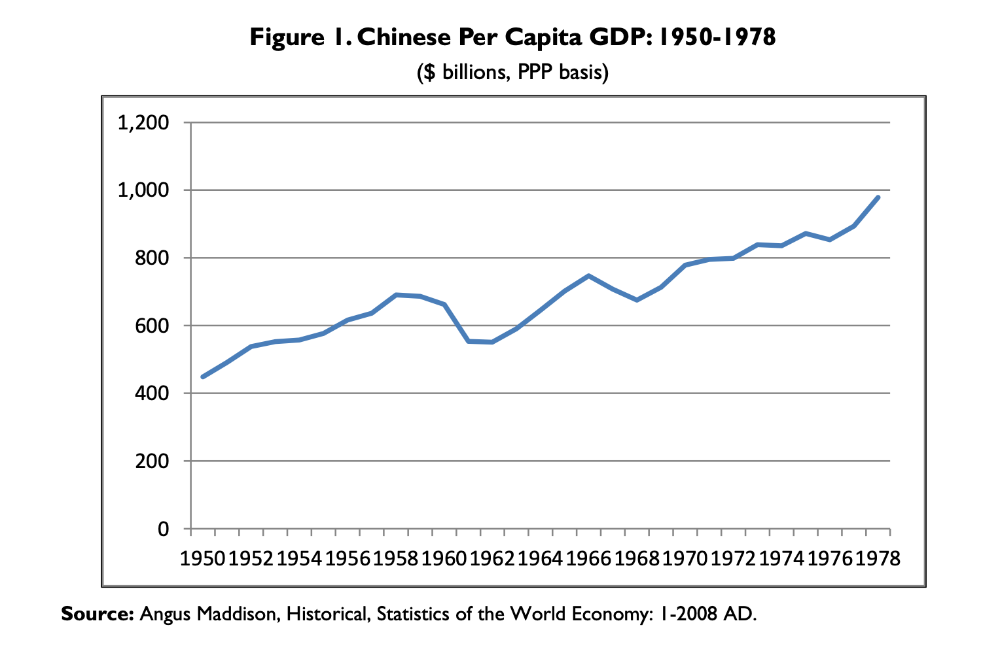 Figure 1. Chinese Per Capita GDP: 1950-1978
($ billions, PPP basis)
1,200
1,000
800
600
400
200
0
1950 1952 1954 1956 1958 1960 1962 1964 1966 1968 1970 1972 1974 1976 1978
Source: Angus Maddison, Historical, Statistics of the World Economy: 1-2008 AD.